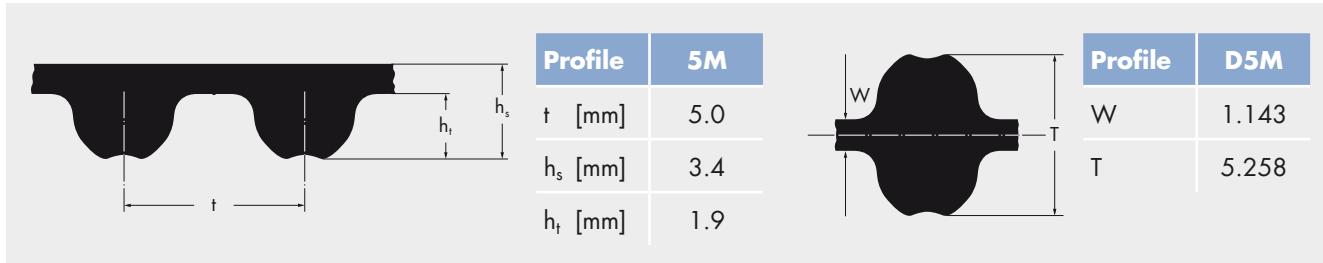 h_s
h_t
t
Profile 5M
t [mm] 5.0
h_s [mm] 3.4
h_t [mm] 1.9
W
T
Profile D5M
W 1.143
T 5.258